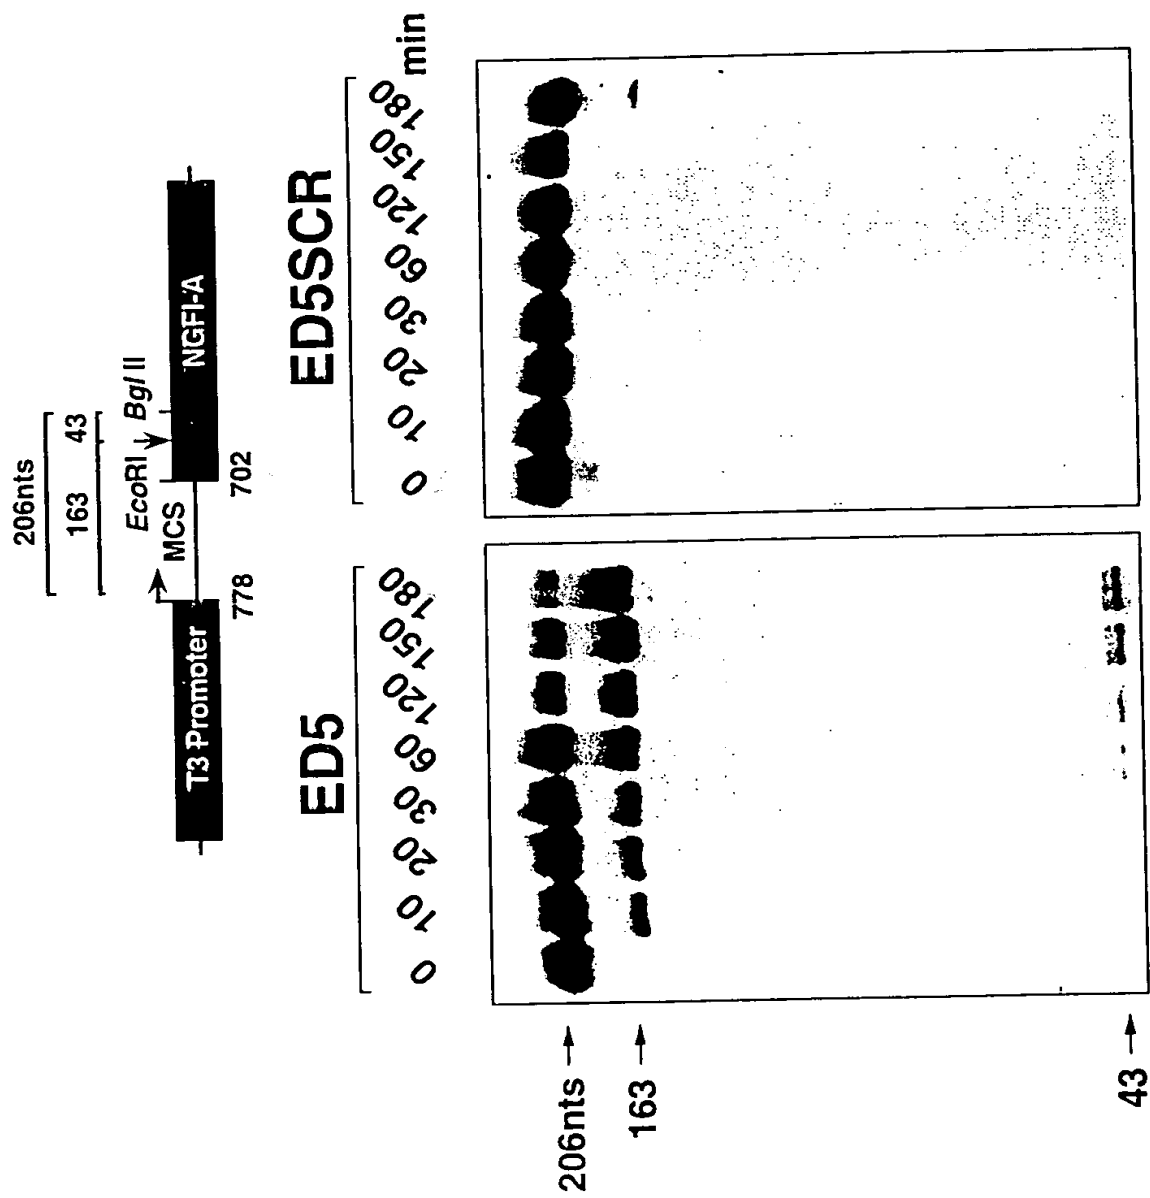 206nts
163 43
EcoRI Bgl II
MCS
T3 Promoter NGFI-A
778 702
ED5 ED5SCR
0 10 20 30 60 120 150 180 0 10 20 30 60 120 150 180 min
206nts
163
43